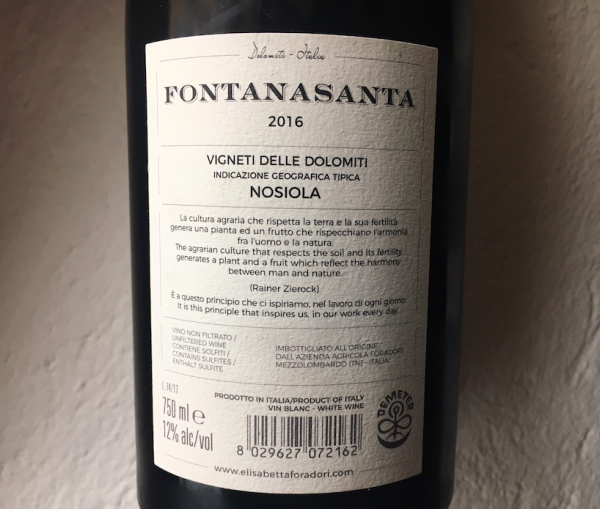 Dolomiti - Italia
FONTANASANTA
2016
VIGNETI DELLE DOLOMITI
INDICAZIONE GEOGRAFICA TIPICA
NOSIOLA
La cultura agraria che rispetta la terra e la sua fertilità
genera una pianta ed un frutto che rispecchiano l'armonia
fra l'uomo e la natura.
The agrarian culture that respects the soil and its fertility
generates a plant and a fruit which reflect the harmony
between man and nature.
(Rainer Zierock)
È a questo principio che ci ispiriamo, nel lavoro di ogni giorno.
It is this principle that inspires us, in our work every day.
VINO NON FILTRATO /
UNFILTERED WINE
CONTIENE SOLFITI /
CONTAINS SULFITES /
ENTHALT SULFITE
IMBOTTIGLIATO ALL'ORIGINE
DALL'AZIENDA AGRICOLA FORADORI
MEZZOLOMBARDO (TN) - ITALIA
L. 14/17
750 ml e
12% alc/vol
PRODOTTO IN ITALIA/PRODUCT OF ITALY
VIN BLANC - WHITE WINE
8 029627 072162
DEMETER
www.elisabettaforadori.com